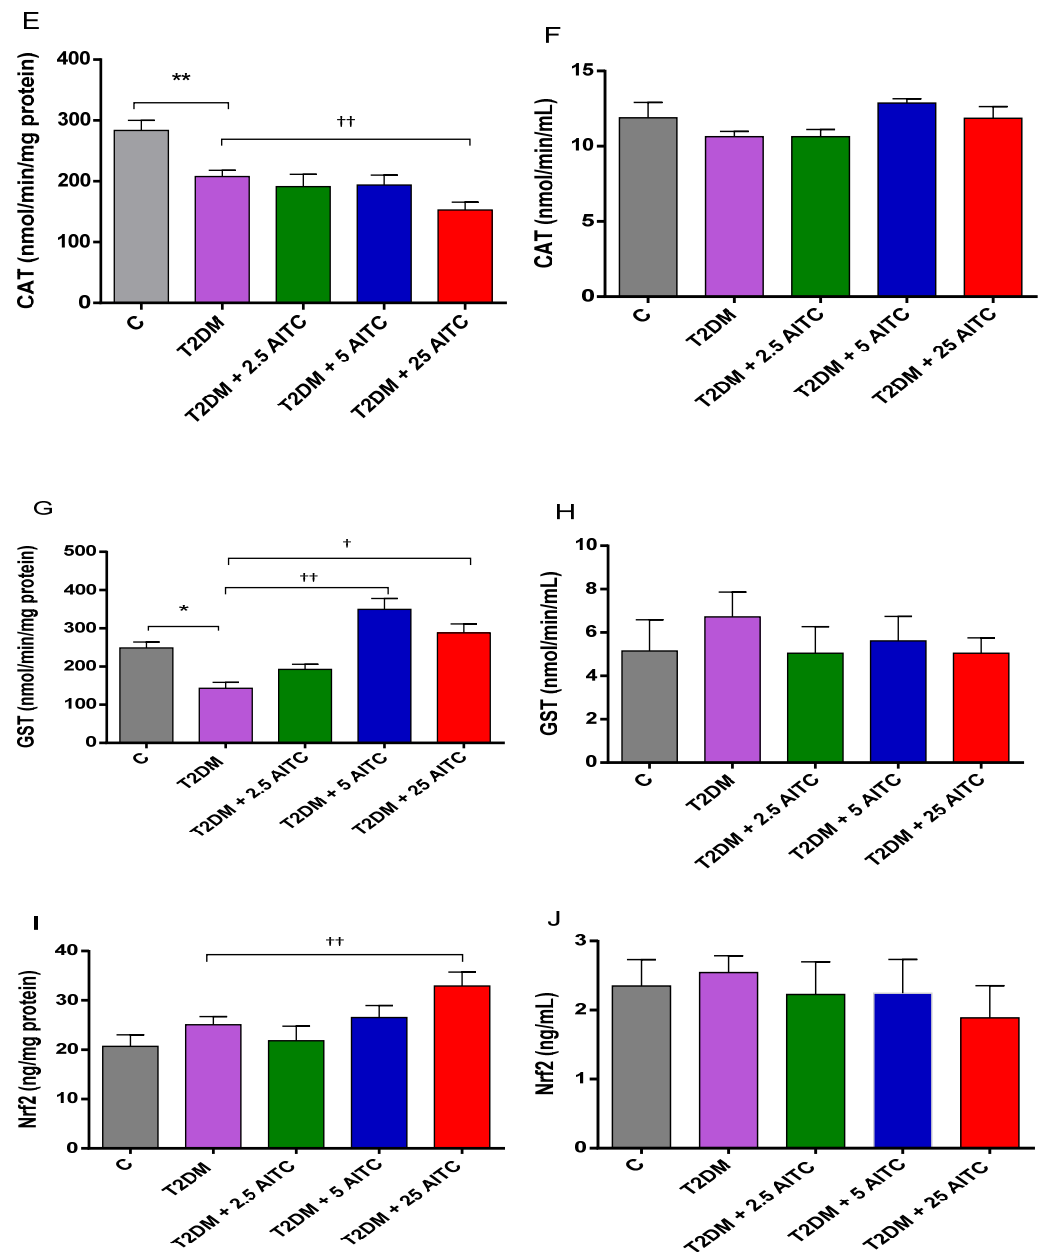 E
CAT (nmol/min/mg protein)
400
300
200
100
0
**
††
C
T2DM
T2DM + 2.5 AITC
T2DM + 5 AITC
T2DM + 25 AITC
F
CAT (nmol/min/mL)
15
10
5
0
C
T2DM
T2DM + 2.5 AITC
T2DM + 5 AITC
T2DM + 25 AITC
G
GST (nmol/min/mg protein)
500
400
300
200
100
0
*
†
††
C
T2DM
T2DM + 2.5 AITC
T2DM + 5 AITC
T2DM + 25 AITC
H
GST (nmol/min/mL)
10
8
6
4
2
0
C
T2DM
T2DM + 2.5 AITC
T2DM + 5 AITC
T2DM + 25 AITC
I
Nrf2 (ng/mg protein)
40
30
20
10
0
††
C
T2DM
T2DM + 2.5 AITC
T2DM + 5 AITC
T2DM + 25 AITC
J
Nrf2 (ng/mL)
3
2
1
0
C
T2DM
T2DM + 2.5 AITC
T2DM + 5 AITC
T2DM + 25 AITC